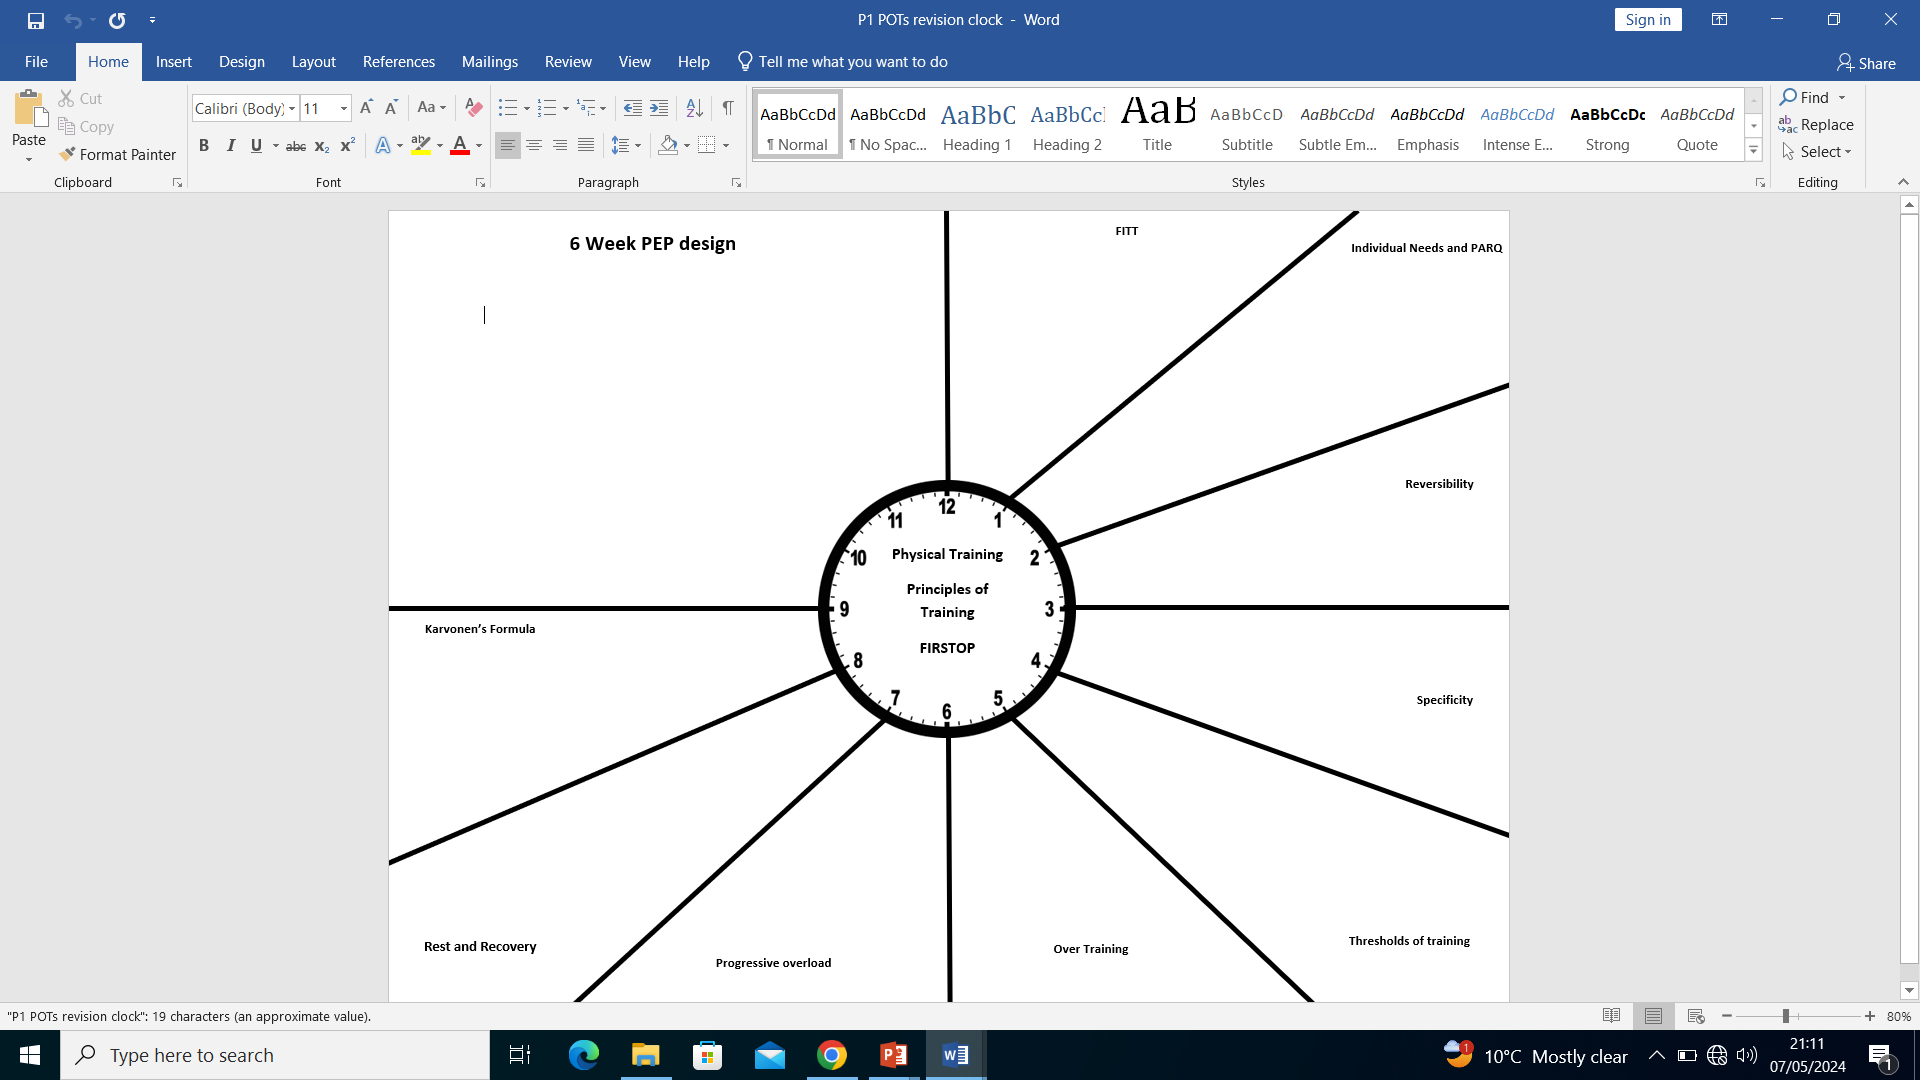 P1 POTs revision clock - Word
Sign in
File Home Insert Design Layout References Mailings Review View Help Tell me what you want to do
Share
Paste
Cut
Copy
Format Painter
Clipboard
Calibri (Body) 11
Font
Paragraph
AaBbCcDd AaBbCcDd AaBbC AaBbCc AaB AaBbCcD AaBbCcDd AaBbCcDd AaBbCcDd AaBbCcDc AaBbCcDd
¶ Normal ¶ No Spac... Heading 1 Heading 2 Title Subtitle Subtle Em... Emphasis Intense E... Strong Quote
Styles
Find
Replace
Select
Editing
6 Week PEP design
FITT
Individual Needs and PARQ
Reversibility
12
11 1
10 2
9 3
8 4
7 5
6
Physical Training
Principles of
Training
FIRSTOP
Karvonen’s Formula
Specificity
Rest and Recovery
Progressive overload
Over Training
Thresholds of training
"P1 POTs revision clock": 19 characters (an approximate value).
80%
Type here to search
10°C Mostly clear
21:11
07/05/2024
1
1